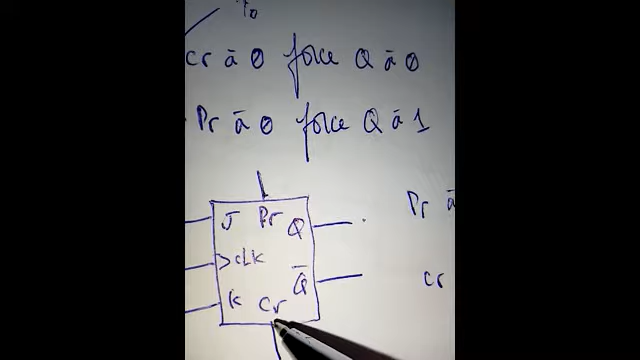 Cr à 0 force Q à 0
Pr à 0 force Q à 1
J Pr Q
Pr à
>CLK
Q̅
Cr
K Cr